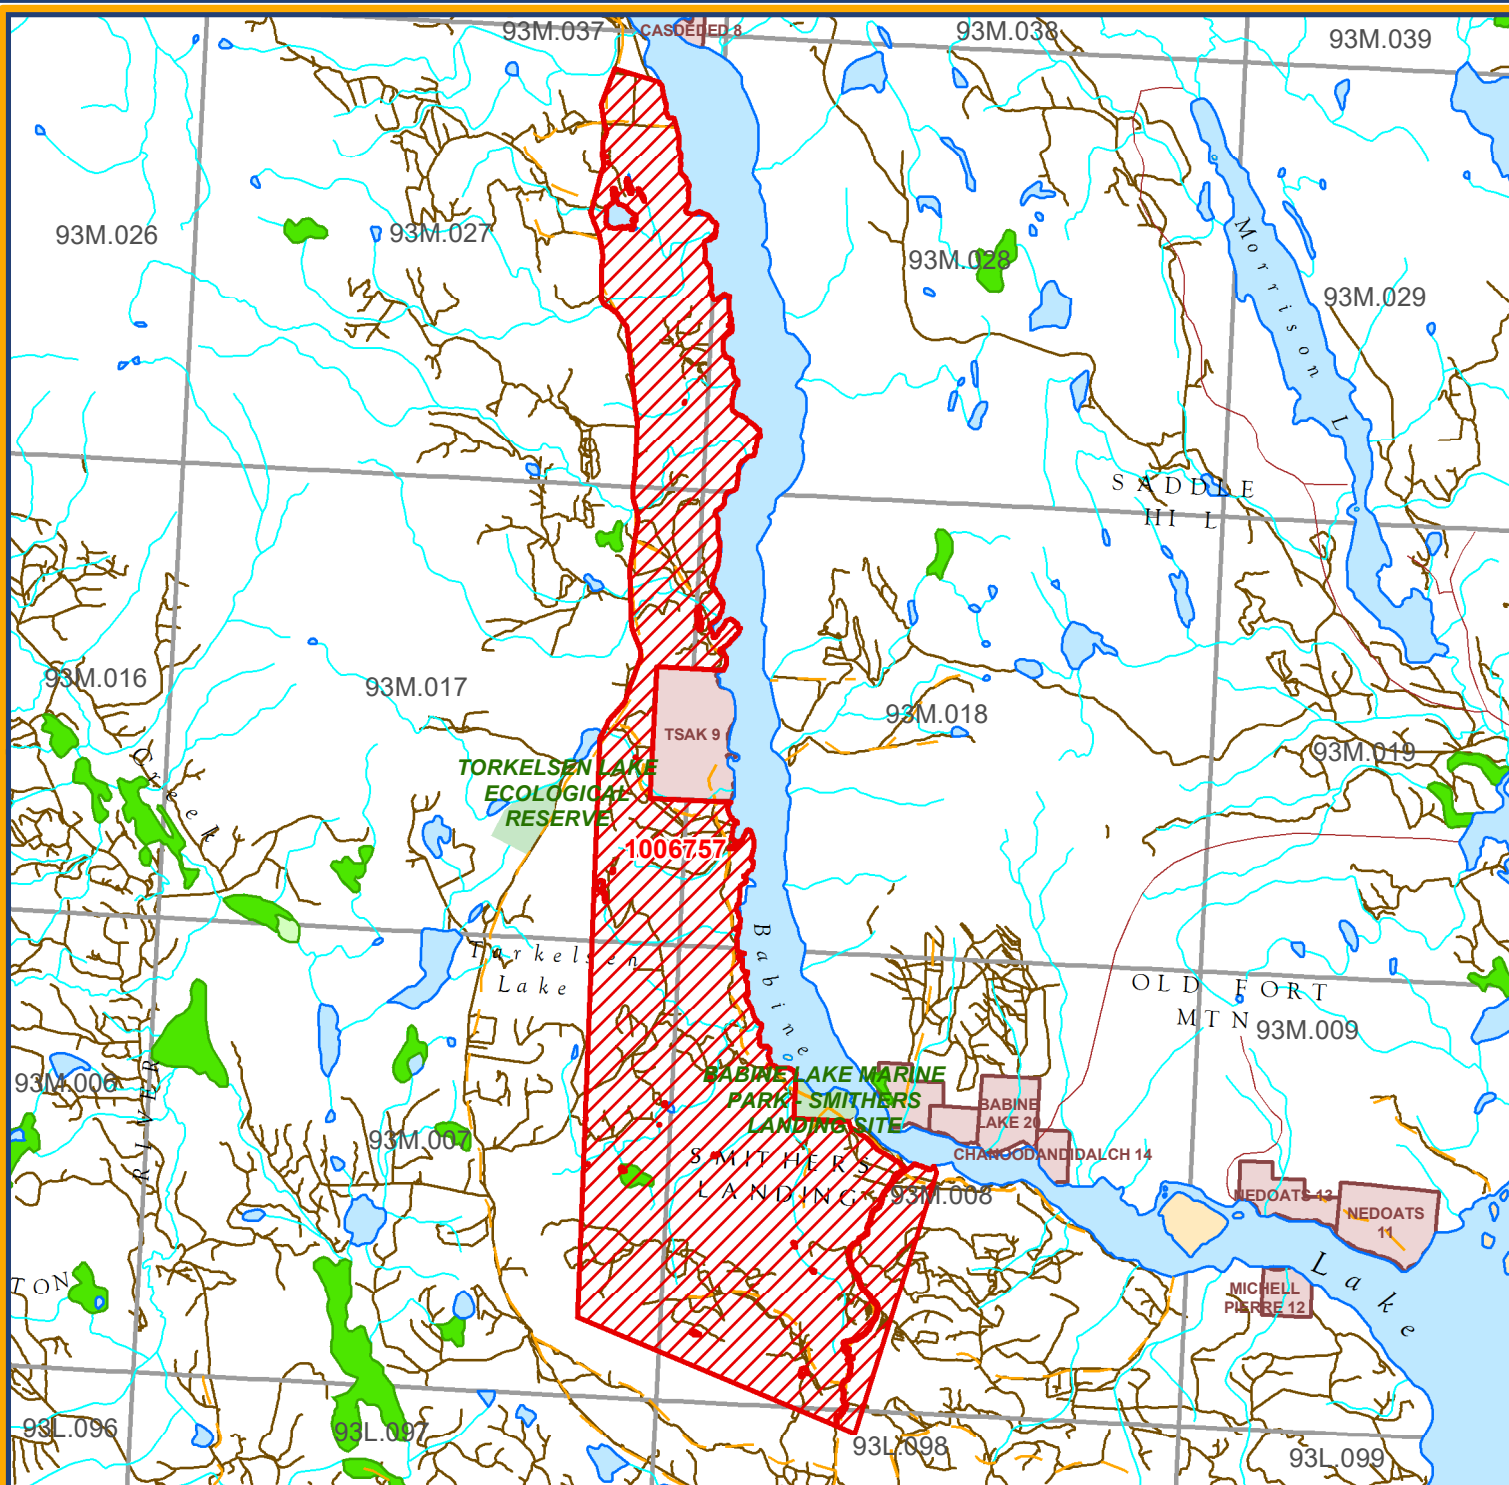 CASDEDED 8
93M.037
93M.038
93M.039
93M.026
93M.027
93M.028
93M.029
Morrison L
SADDLE
HI L
93M.016
93M.017
93M.018
93M.019
TSAK 9
Creek
TORKELSEN LAKE
ECOLOGICAL
RESERVE
1006757
Babine
Tarkelsen
Lake
OLD FORT
MTN
93M.009
93M.006
RIVER
93M.007
BABINE LAKE MARINE
PARK - SMITHERS
LANDING SITE
BABINE
LAKE 20
CHANOODANDIDALCH 14
SMITHERS
LANDING
93M.008
NEDOATS 13
NEDOATS
11
Lake
MICHELL
PIERRE 12
TON
93L.096
93L.097
93L.098
93L.099